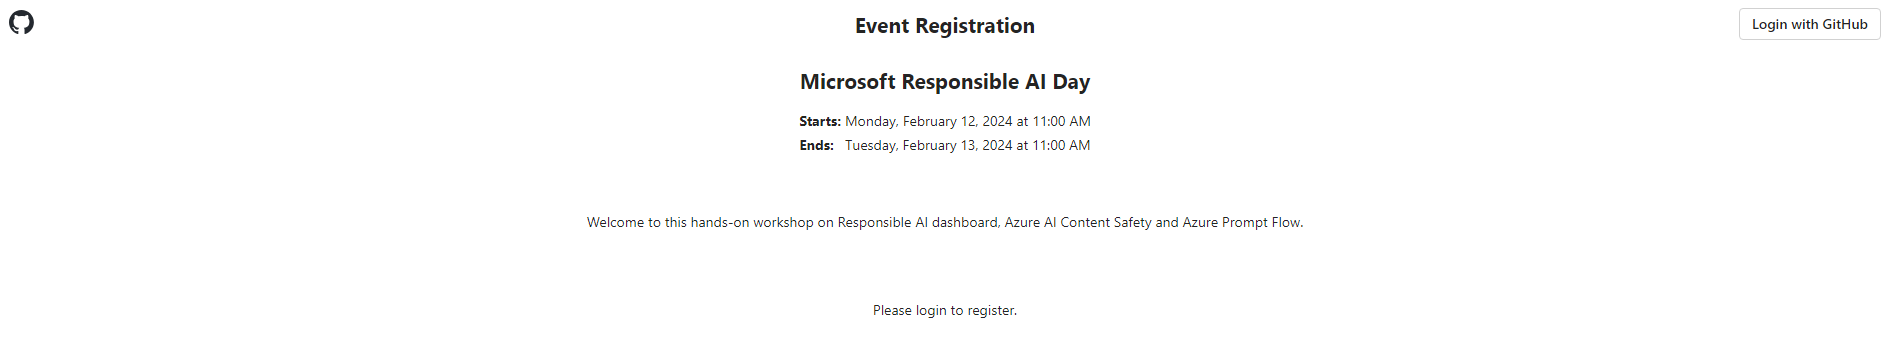 Event Registration
Login with GitHub
Microsoft Responsible AI Day
Starts: Monday, February 12, 2024 at 11:00 AM
Ends: Tuesday, February 13, 2024 at 11:00 AM
Welcome to this hands-on workshop on Responsible AI dashboard, Azure AI Content Safety and Azure Prompt Flow.
Please login to register.